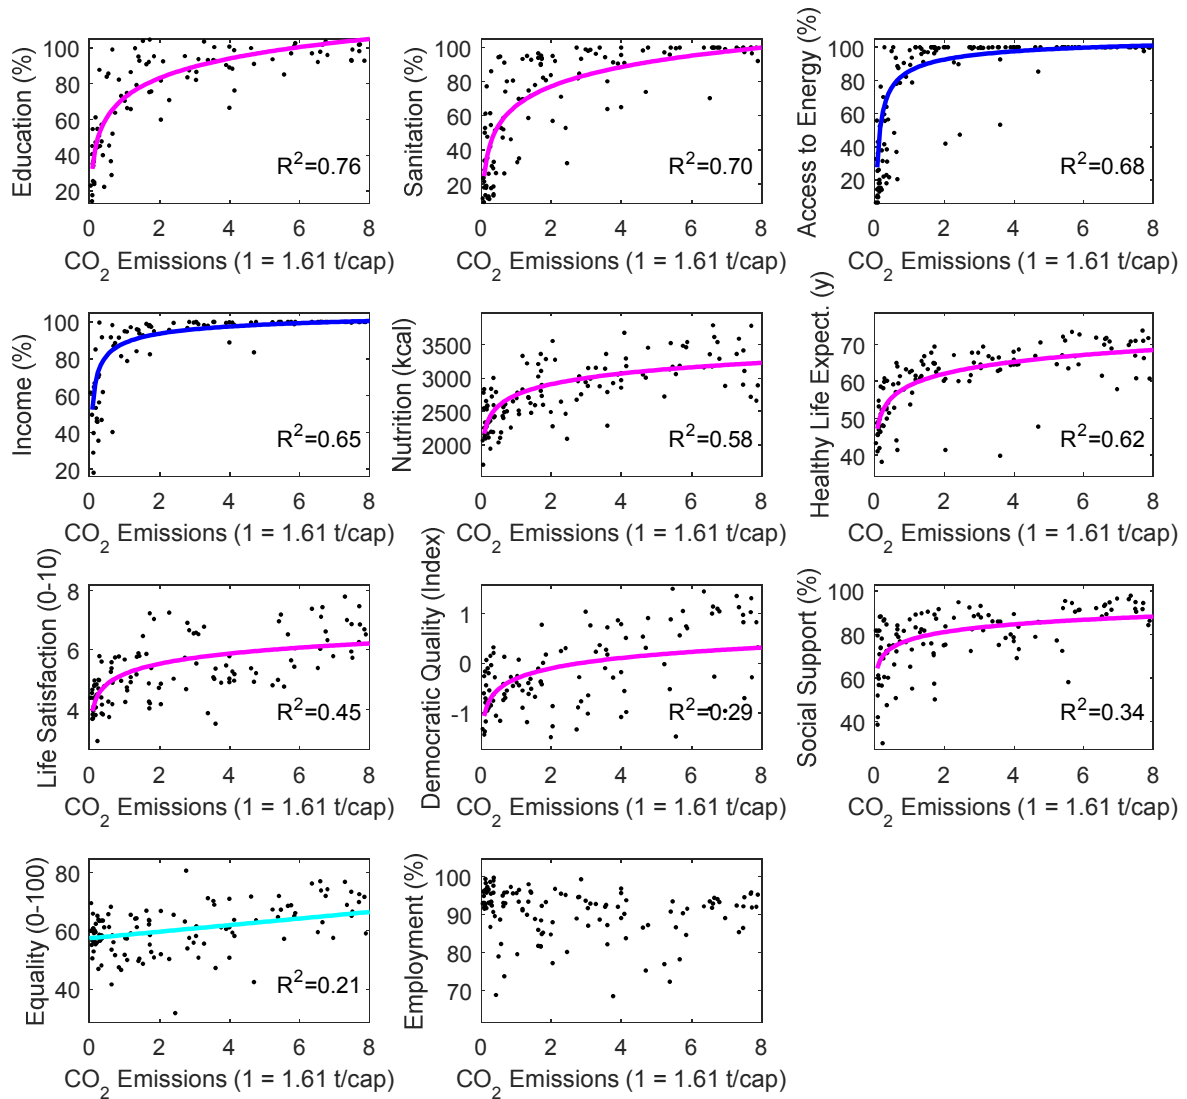 Education (%)
100
80
60
40
20
R2=0.76
0 2 4 6 8
CO2 Emissions (1 = 1.61 t/cap)
Sanitation (%)
100
80
60
40
20
R2=0.70
0 2 4 6 8
CO2 Emissions (1 = 1.61 t/cap)
Access to Energy (%)
100
80
60
40
20
R2=0.68
0 2 4 6 8
CO2 Emissions (1 = 1.61 t/cap)
Income (%)
100
80
60
40
20
R2=0.65
0 2 4 6 8
CO2 Emissions (1 = 1.61 t/cap)
Nutrition (kcal)
3500
3000
2500
2000
R2=0.58
0 2 4 6 8
CO2 Emissions (1 = 1.61 t/cap)
Healthy Life Expect. (y)
70
60
50
40
R2=0.62
0 2 4 6 8
CO2 Emissions (1 = 1.61 t/cap)
Life Satisfaction (0-10)
8
6
4
R2=0.45
0 2 4 6 8
CO2 Emissions (1 = 1.61 t/cap)
Democratic Quality (Index)
1
0
-1
R2=0.29
0 2 4 6 8
CO2 Emissions (1 = 1.61 t/cap)
Social Support (%)
100
80
60
40
R2=0.34
0 2 4 6 8
CO2 Emissions (1 = 1.61 t/cap)
Equality (0-100)
80
60
40
R2=0.21
0 2 4 6 8
CO2 Emissions (1 = 1.61 t/cap)
Employment (%)
100
90
80
70
0 2 4 6 8
CO2 Emissions (1 = 1.61 t/cap)